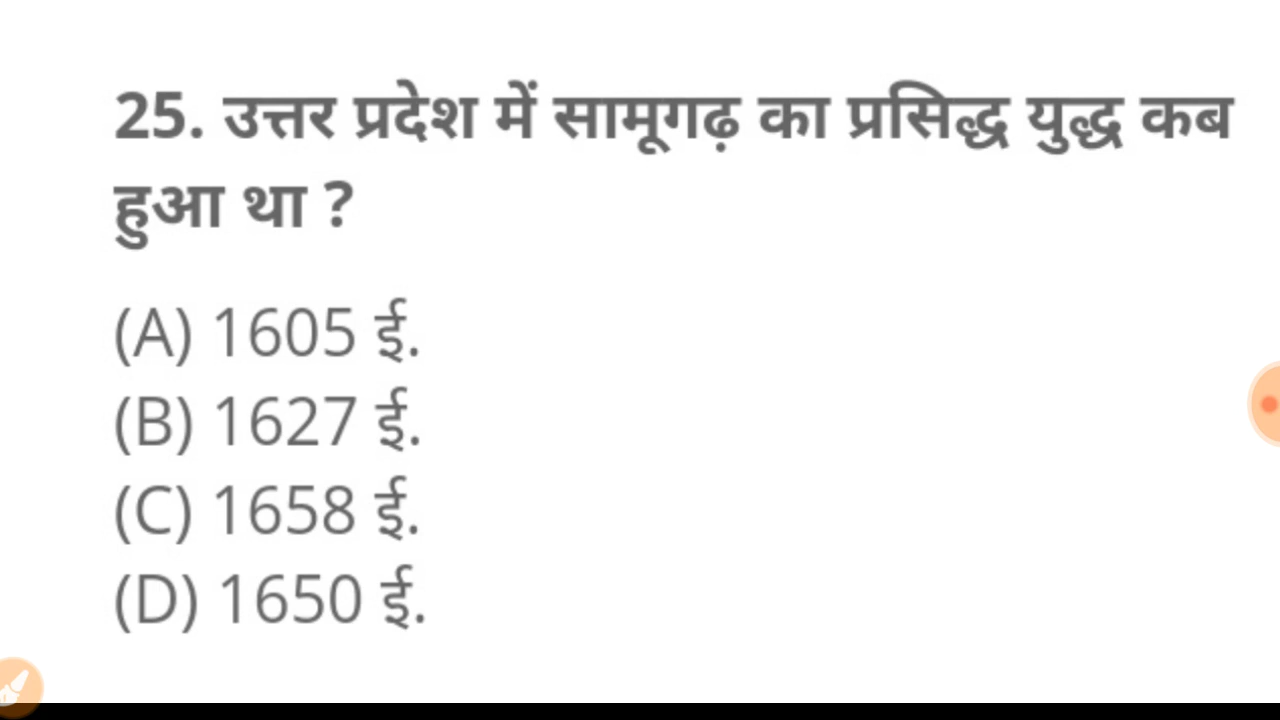 25. उत्तर प्रदेश में सामूगढ़ का प्रसिद्ध युद्ध कब
हुआ था ?
(A) 1605 ई.
(B) 1627 ई.
(C) 1658 ई.
(D) 1650 ई.